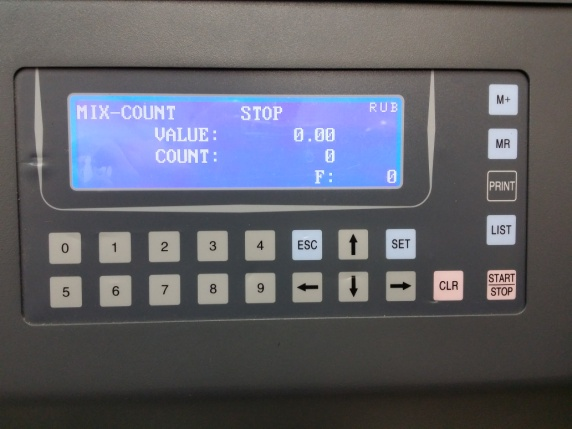 MIX-COUNT STOP RUB
VALUE: 0.00
COUNT: 0
F: 0
M+
MR
PRINT
LIST
0 1 2 3 4 ESC SET
5 6 7 8 9 CLR
START
STOP